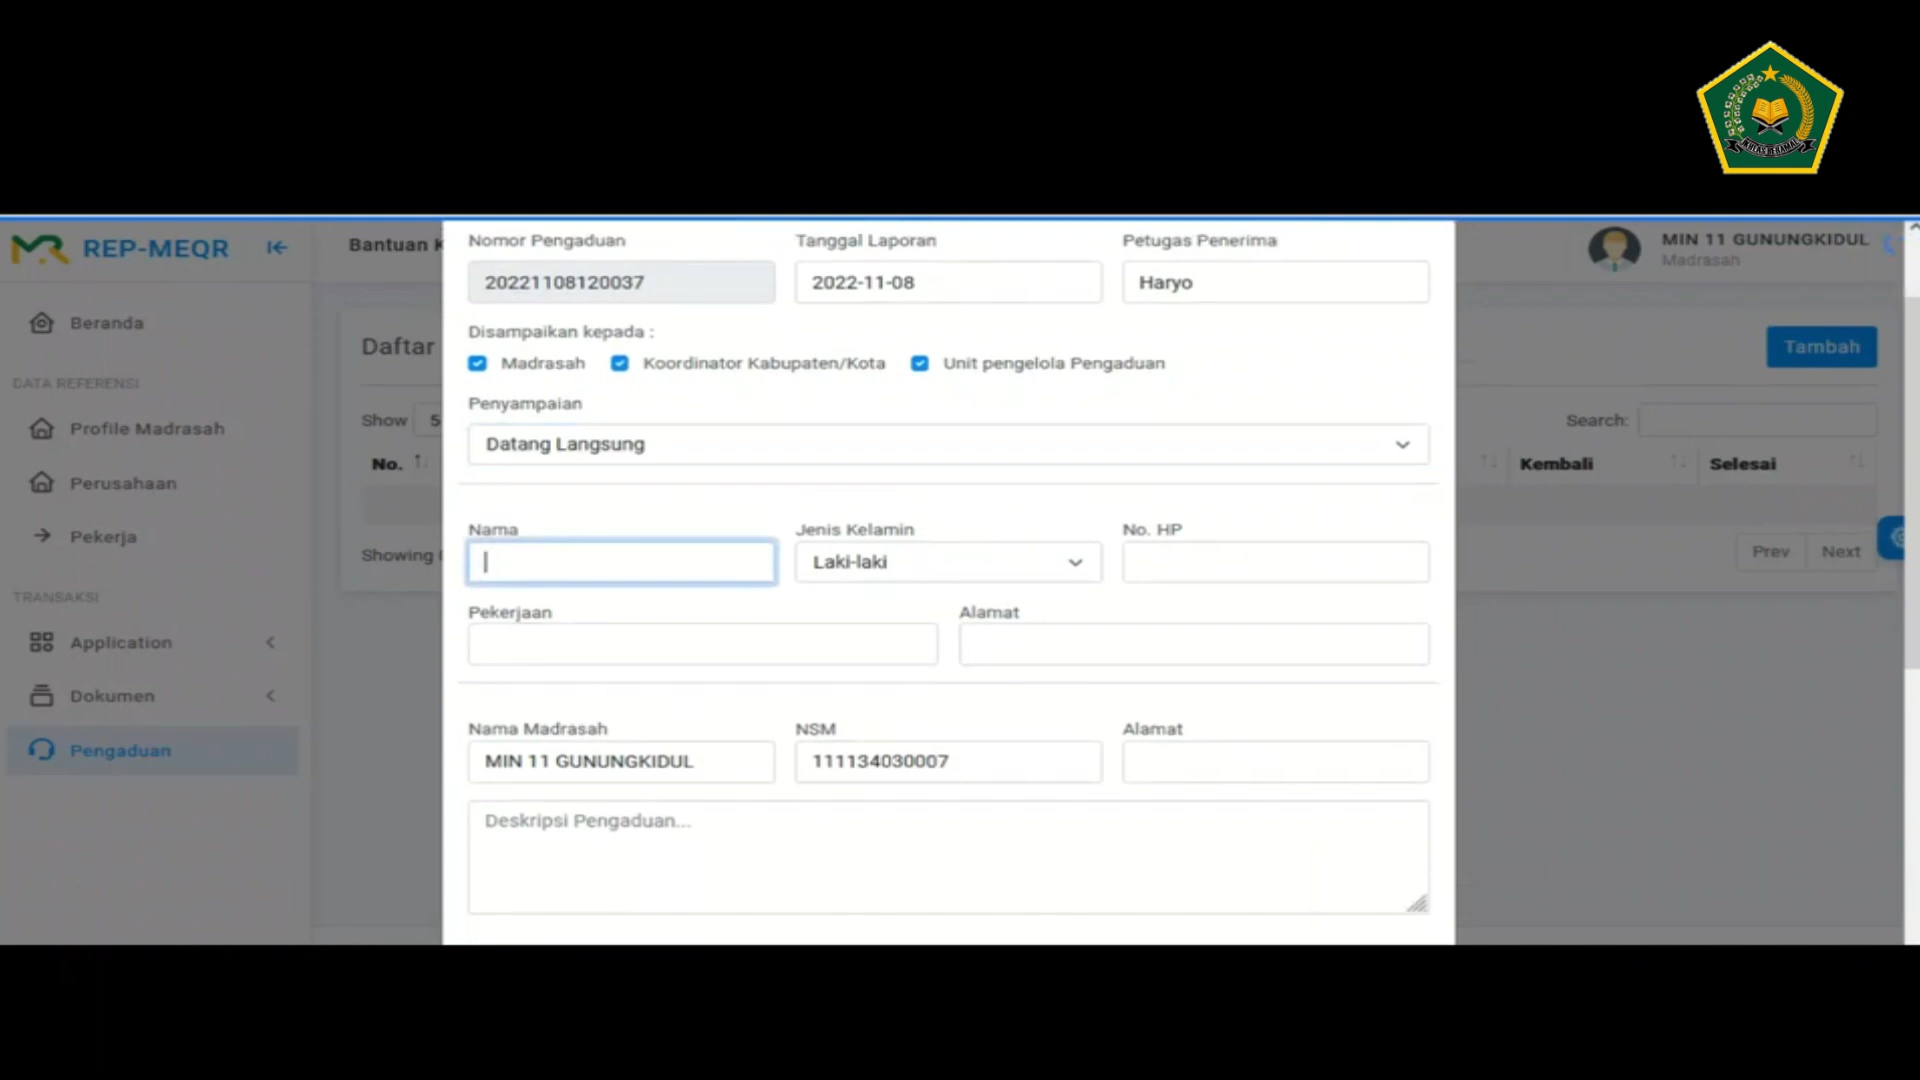 IKHLAS BERAMAL
REP-MEQR
Bantuan K
MIN 11 GUNUNGKIDUL
Madrasah
Beranda
DATA REFERENSI
Profile Madrasah
Perusahaan
Pekerja
TRANSAKSI
Application
Dokumen
Pengaduan
Daftar
Tambah
Show 5
Search:
No.
Kembali
Selesai
Showing
Prev
Next
Nomor Pengaduan
Tanggal Laporan
Petugas Penerima
20221108120037
2022-11-08
Haryo
Disampaikan kepada :
Madrasah
Koordinator Kabupaten/Kota
Unit pengelola Pengaduan
Penyampaian
Datang Langsung
Nama
Jenis Kelamin
No. HP
Laki-laki
Pekerjaan
Alamat
Nama Madrasah
NSM
Alamat
MIN 11 GUNUNGKIDUL
111134030007
Deskripsi Pengaduan...